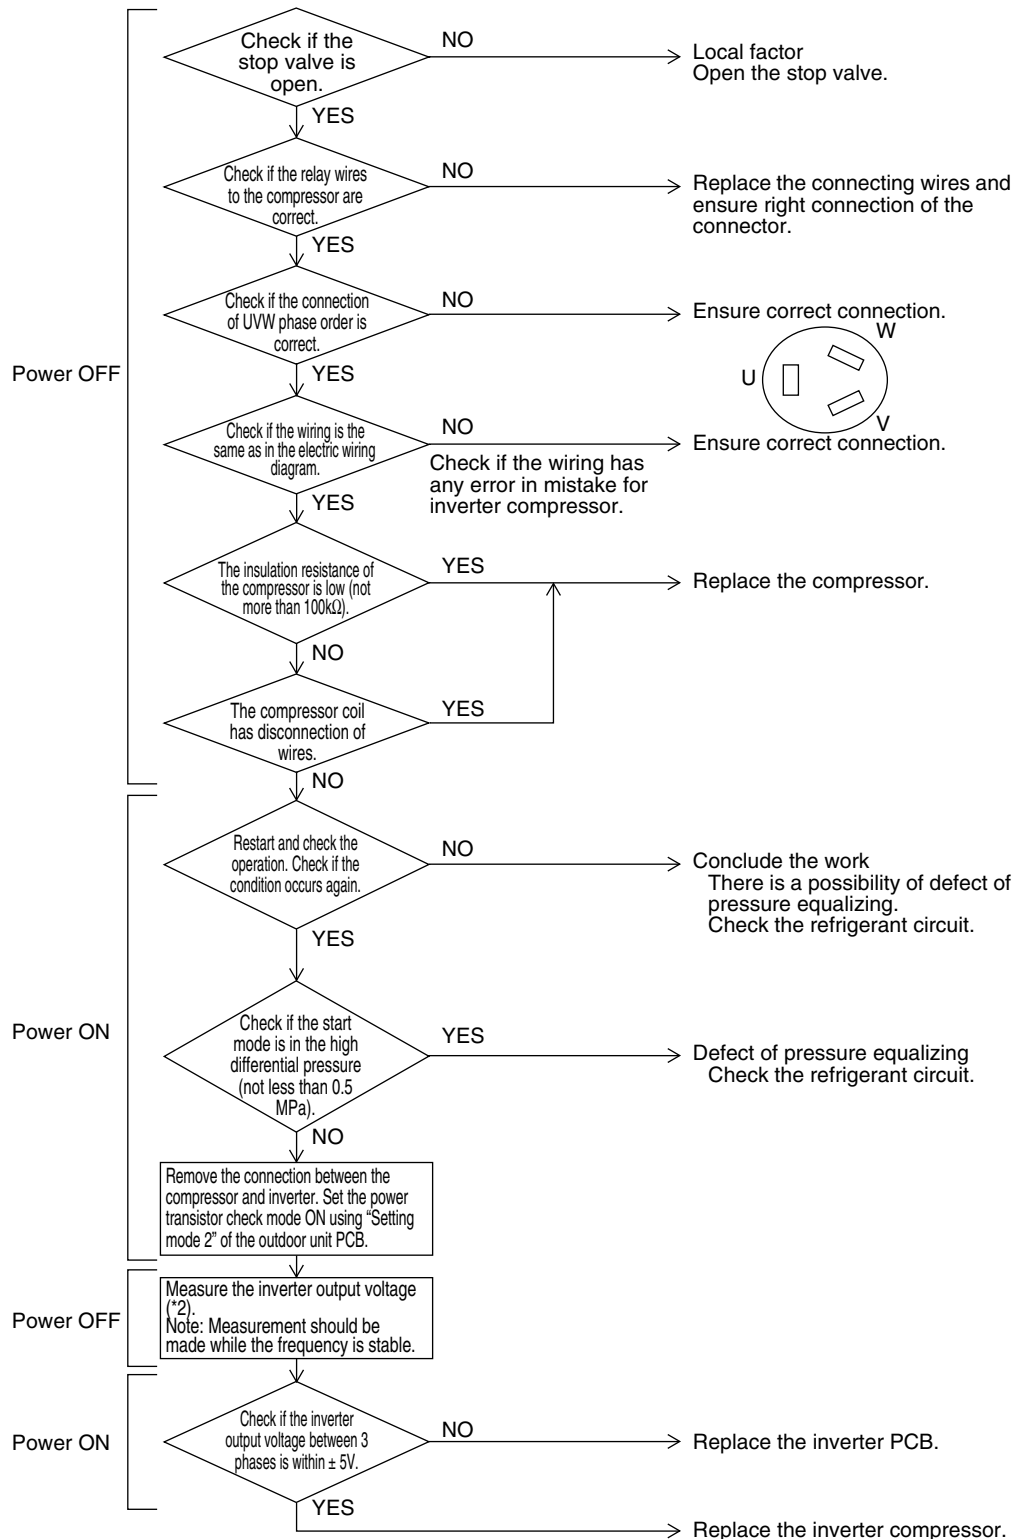 Check if the
stop valve is
open.
NO
Local factor
Open the stop valve.
YES
Check if the relay wires
to the compressor are
correct.
NO
Replace the connecting wires and
ensure right connection of the
connector.
YES
Check if the connection
of UVW phase order is
correct.
NO
Ensure correct connection.
W
U
V
Power OFF
YES
Check if the wiring is the
same as in the electric wiring
diagram.
NO
Check if the wiring has
any error in mistake for
inverter compressor.
Ensure correct connection.
YES
The insulation resistance of
the compressor is low (not
more than 100kΩ).
YES
Replace the compressor.
NO
The compressor coil
has disconnection of
wires.
YES
NO
Restart and check the
operation. Check if the
condition occurs again.
NO
Conclude the work
There is a possibility of defect of
pressure equalizing.
Check the refrigerant circuit.
YES
Power ON
Check if the start
mode is in the high
differential pressure
(not less than 0.5
MPa).
YES
Defect of pressure equalizing
Check the refrigerant circuit.
NO
Remove the connection between the
compressor and inverter. Set the power
transistor check mode ON using “Setting
mode 2” of the outdoor unit PCB.
Power OFF
Measure the inverter output voltage
(*2).
Note: Measurement should be
made while the frequency is stable.
Power ON
Check if the inverter
output voltage between 3
phases is within ± 5V.
NO
Replace the inverter PCB.
YES
Replace the inverter compressor.